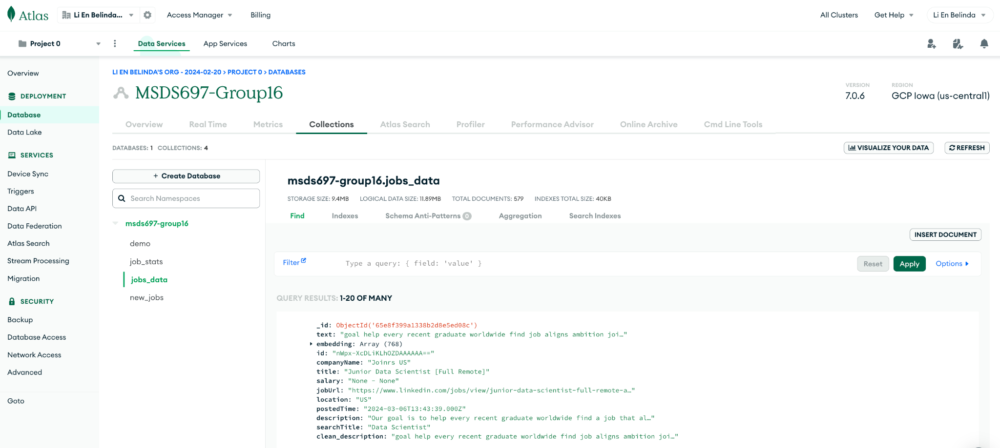 Atlas
Li En Belinda...
Access Manager
Billing
All Clusters
Get Help
Li En Belinda
Project 0
Data Services
App Services
Charts
Overview
DEPLOYMENT
Database
Data Lake
SERVICES
Device Sync
Triggers
Data API
Data Federation
Atlas Search
Stream Processing
Migration
SECURITY
Backup
Database Access
Network Access
Advanced
Goto
LI EN BELINDA'S ORG - 2024-02-20 > PROJECT 0 > DATABASES
MSDS697-Group16
VERSION
7.0.6
REGION
GCP Iowa (us-central1)
Overview
Real Time
Metrics
Collections
Atlas Search
Profiler
Performance Advisor
Online Archive
Cmd Line Tools
DATABASES: 1 COLLECTIONS: 4
VISUALIZE YOUR DATA
REFRESH
+ Create Database
Search Namespaces
msds697-group16
demo
job_stats
jobs_data
new_jobs
msds697-group16.jobs_data
STORAGE SIZE: 9.4MB LOGICAL DATA SIZE: 11.89MB TOTAL DOCUMENTS: 579 INDEXES TOTAL SIZE: 40KB
Find
Indexes
Schema Anti-Patterns 0
Aggregation
Search Indexes
INSERT DOCUMENT
Filter
Type a query: { field: 'value' }
Reset
Apply
Options
QUERY RESULTS: 1-20 OF MANY
_id: ObjectId('65e8f399a1338b2d8e5ed08c')
text: "goal help every recent graduate worldwide find job aligns ambition joi…"
embedding: Array (768)
id: "nWpx-XcDLiKLhOZDAAAAAA=="
companyName: "Joinrs US"
title: "Junior Data Scientist [Full Remote]"
salary: "None - None"
jobUrl: "https://www.linkedin.com/jobs/view/junior-data-scientist-full-remote-a…"
location: "US"
postedTime: "2024-03-06T13:43:39.000Z"
description: "Our goal is to help every recent graduate worldwide find a job that al…"
searchTitle: "Data Scientist"
clean_description: "goal help every recent graduate worldwide find job aligns ambition joi…"